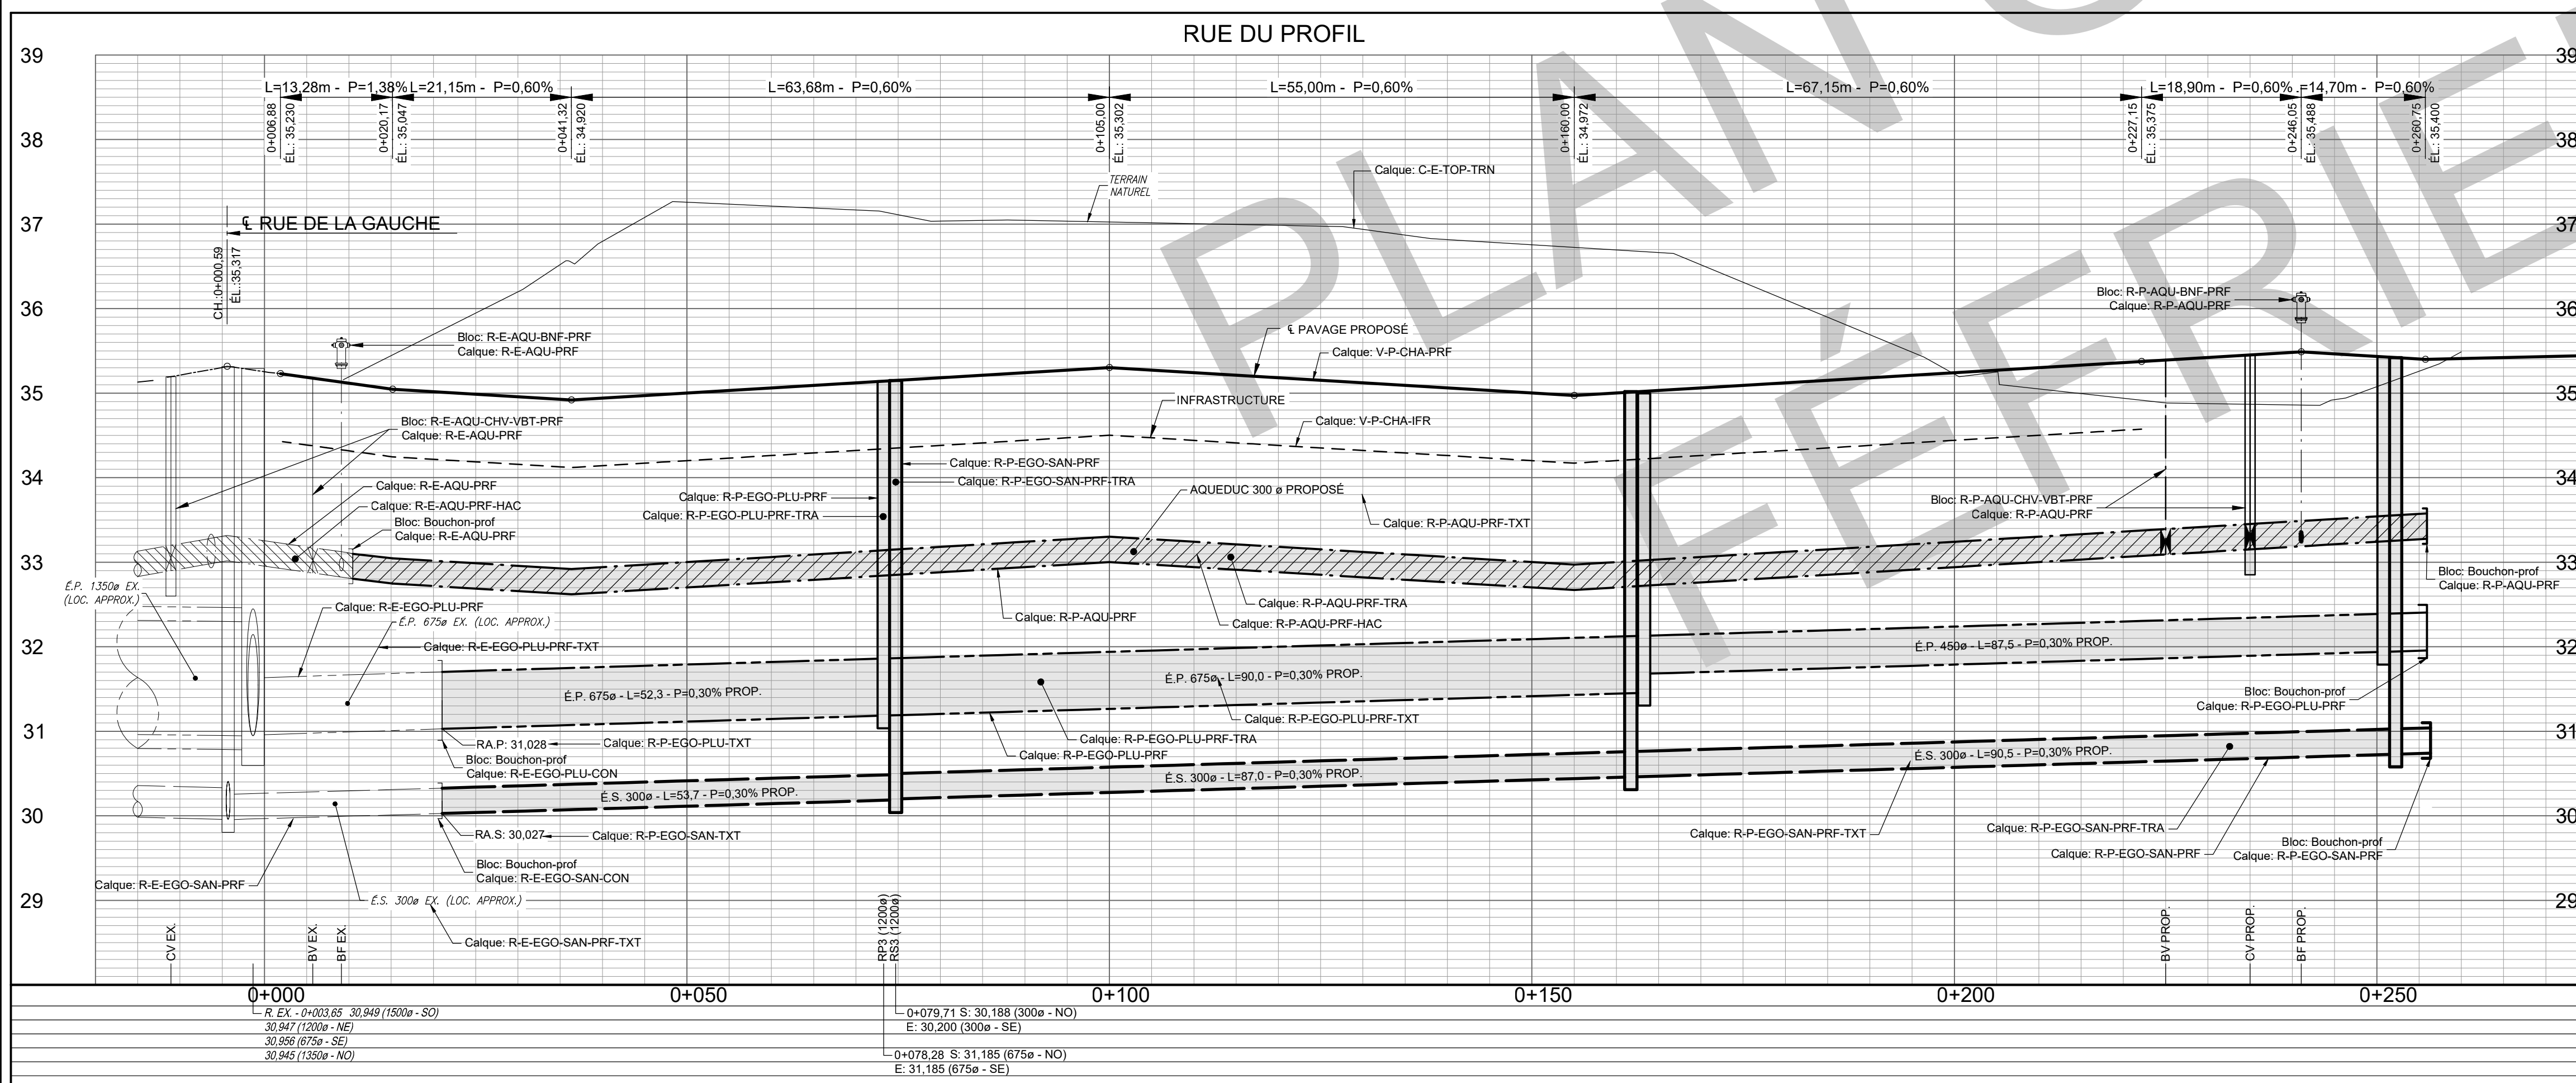 RUE DU PROFIL
39
38
37
36
35
34
33
32
31
30
29
39
38
37
36
35
34
33
32
31
30
29
L=13,28m - P=1,38%
L=21,15m - P=0,60%
L=63,68m - P=0,60%
L=55,00m - P=0,60%
L=67,15m - P=0,60%
L=18,90m - P=0,60%
=14,70m - P=0,60%
0+006,88
ÉL.: 35,230
0+020,17
ÉL.: 35,047
0+041,32
ÉL.: 34,920
0+105,00
ÉL.: 35,302
0+160,00
ÉL.: 34,972
0+227,15
ÉL.: 35,375
0+246,05
ÉL.: 35,488
0+260,75
ÉL.: 35,400
PLAN
FÉFRIE
℄ RUE DE LA GAUCHE
CH.:0+000,59
ÉL.:35,317
TERRAIN
NATUREL
Calque: C-E-TOP-TRN
Bloc: R-E-AQU-BNF-PRF
Calque: R-E-AQU-PRF
Bloc: R-P-AQU-BNF-PRF
Calque: R-P-AQU-PRF
℄ PAVAGE PROPOSÉ
Calque: V-P-CHA-PRF
INFRASTRUCTURE
Calque: V-P-CHA-IFR
Bloc: R-E-AQU-CHV-VBT-PRF
Calque: R-E-AQU-PRF
Calque: R-E-AQU-PRF
Calque: R-E-AQU-PRF-HAC
Bloc: Bouchon-prof
Calque: R-E-AQU-PRF
Calque: R-P-EGO-SAN-PRF
Calque: R-P-EGO-SAN-PRF-TRA
Calque: R-P-EGO-PLU-PRF
Calque: R-P-EGO-PLU-PRF-TRA
AQUEDUC 300 ø PROPOSÉ
Calque: R-P-AQU-PRF-TXT
Bloc: R-P-AQU-CHV-VBT-PRF
Calque: R-P-AQU-PRF
Bloc: Bouchon-prof
Calque: R-P-AQU-PRF
É.P. 1350ø EX.
(LOC. APPROX.)
Calque: R-E-EGO-PLU-PRF
É.P. 675ø EX. (LOC. APPROX.)
Calque: R-E-EGO-PLU-PRF-TXT
Calque: R-P-AQU-PRF
Calque: R-P-AQU-PRF-TRA
Calque: R-P-AQU-PRF-HAC
É.P. 675ø - L=52,3 - P=0,30% PROP.
É.P. 675ø - L=90,0 - P=0,30% PROP.
É.P. 450ø - L=87,5 - P=0,30% PROP.
Bloc: Bouchon-prof
Calque: R-P-EGO-PLU-PRF
Calque: R-P-EGO-PLU-PRF-TXT
Calque: R-P-EGO-PLU-PRF-TRA
Calque: R-P-EGO-PLU-PRF
RA.P: 31,028
Calque: R-P-EGO-PLU-TXT
Bloc: Bouchon-prof
Calque: R-E-EGO-PLU-CON
É.S. 300ø - L=53,7 - P=0,30% PROP.
É.S. 300ø - L=87,0 - P=0,30% PROP.
É.S. 300ø - L=90,5 - P=0,30% PROP.
RA.S: 30,027
Calque: R-P-EGO-SAN-TXT
Calque: R-P-EGO-SAN-PRF-TXT
Calque: R-P-EGO-SAN-PRF-TRA
Calque: R-P-EGO-SAN-PRF
Bloc: Bouchon-prof
Calque: R-P-EGO-SAN-PRF
Bloc: Bouchon-prof
Calque: R-E-EGO-SAN-CON
Calque: R-E-EGO-SAN-PRF
É.S. 300ø EX. (LOC. APPROX.)
Calque: R-E-EGO-SAN-PRF-TXT
CV EX.
BV EX.
BF EX.
RP3 (1200ø)
RS3 (1200ø)
BV PROP.
CV PROP.
BF PROP.
0+000
0+050
0+100
0+150
0+200
0+250
R. EX. - 0+003,65 30,949 (1500ø - SO)
30,947 (1200ø - NE)
30,956 (675ø - SE)
30,945 (1350ø - NO)
0+079,71 S: 30,188 (300ø - NO)
E: 30,200 (300ø - SE)
0+078,28 S: 31,185 (675ø - NO)
E: 31,185 (675ø - SE)